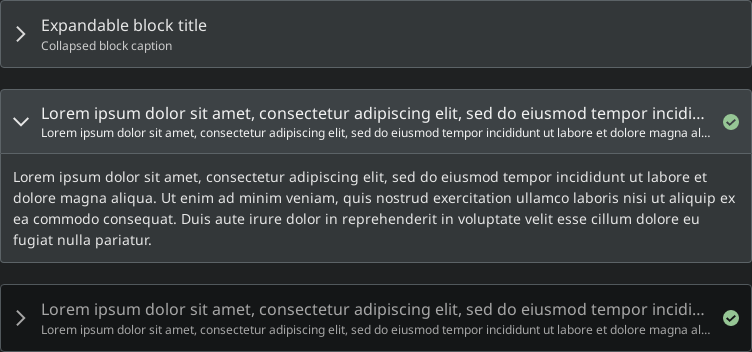 Expandable block title
Collapsed block caption
Lorem ipsum dolor sit amet, consectetur adipiscing elit, sed do eiusmod tempor incidi...
Lorem ipsum dolor sit amet, consectetur adipiscing elit, sed do eiusmod tempor incididunt ut labore et dolore magna al...
Lorem ipsum dolor sit amet, consectetur adipiscing elit, sed do eiusmod tempor incididunt ut labore et
dolore magna aliqua. Ut enim ad minim veniam, quis nostrud exercitation ullamco laboris nisi ut aliquip ex
ea commodo consequat. Duis aute irure dolor in reprehenderit in voluptate velit esse cillum dolore eu
fugiat nulla pariatur.
Lorem ipsum dolor sit amet, consectetur adipiscing elit, sed do eiusmod tempor incidi...
Lorem ipsum dolor sit amet, consectetur adipiscing elit, sed do eiusmod tempor incididunt ut labore et dolore magna al...